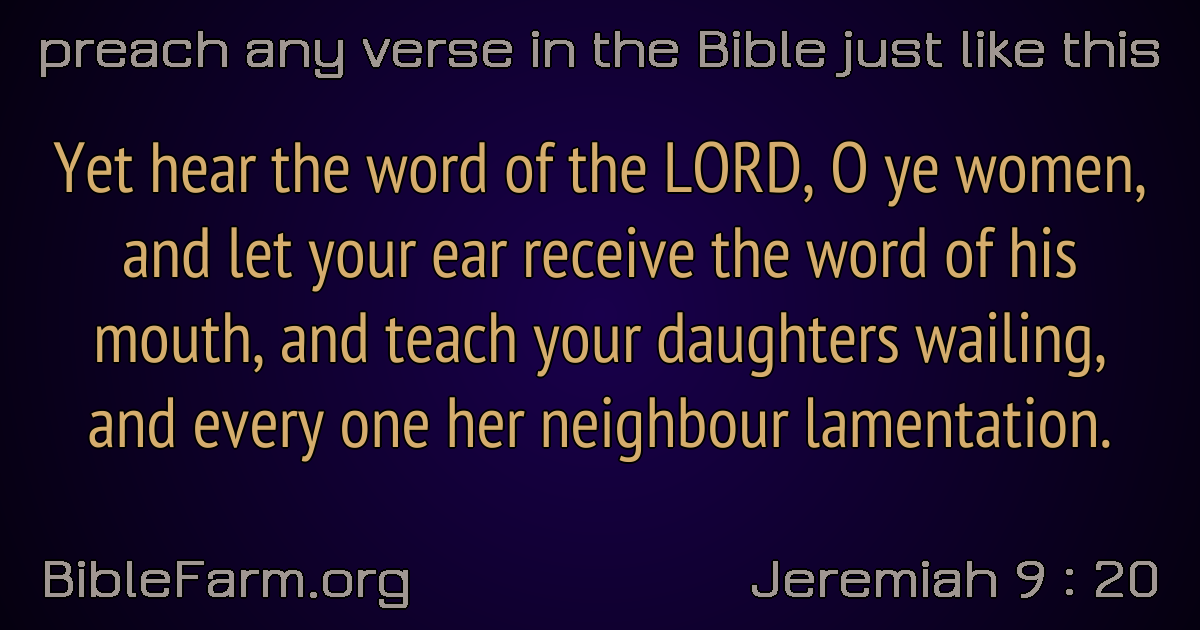 preach any verse in the Bible just like this
Yet hear the word of the LORD, O ye women,
and let your ear receive the word of his
mouth, and teach your daughters wailing,
and every one her neighbour lamentation.
BibleFarm.org
Jeremiah 9 : 20